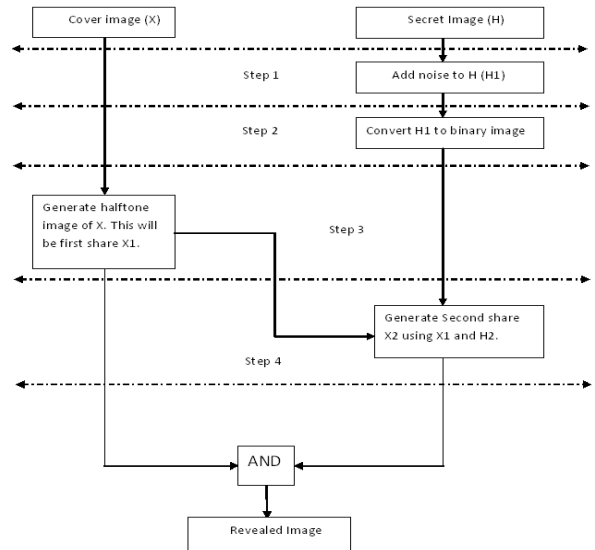 Cover image (X)
Secret Image (H)
Step 1
Add noise to H (H1)
Step 2
Convert H1 to binary image
Generate halftone
image of X. This will
be first share X1.
Step 3
Generate Second share
X2 using X1 and H2.
Step 4
AND
Revealed Image